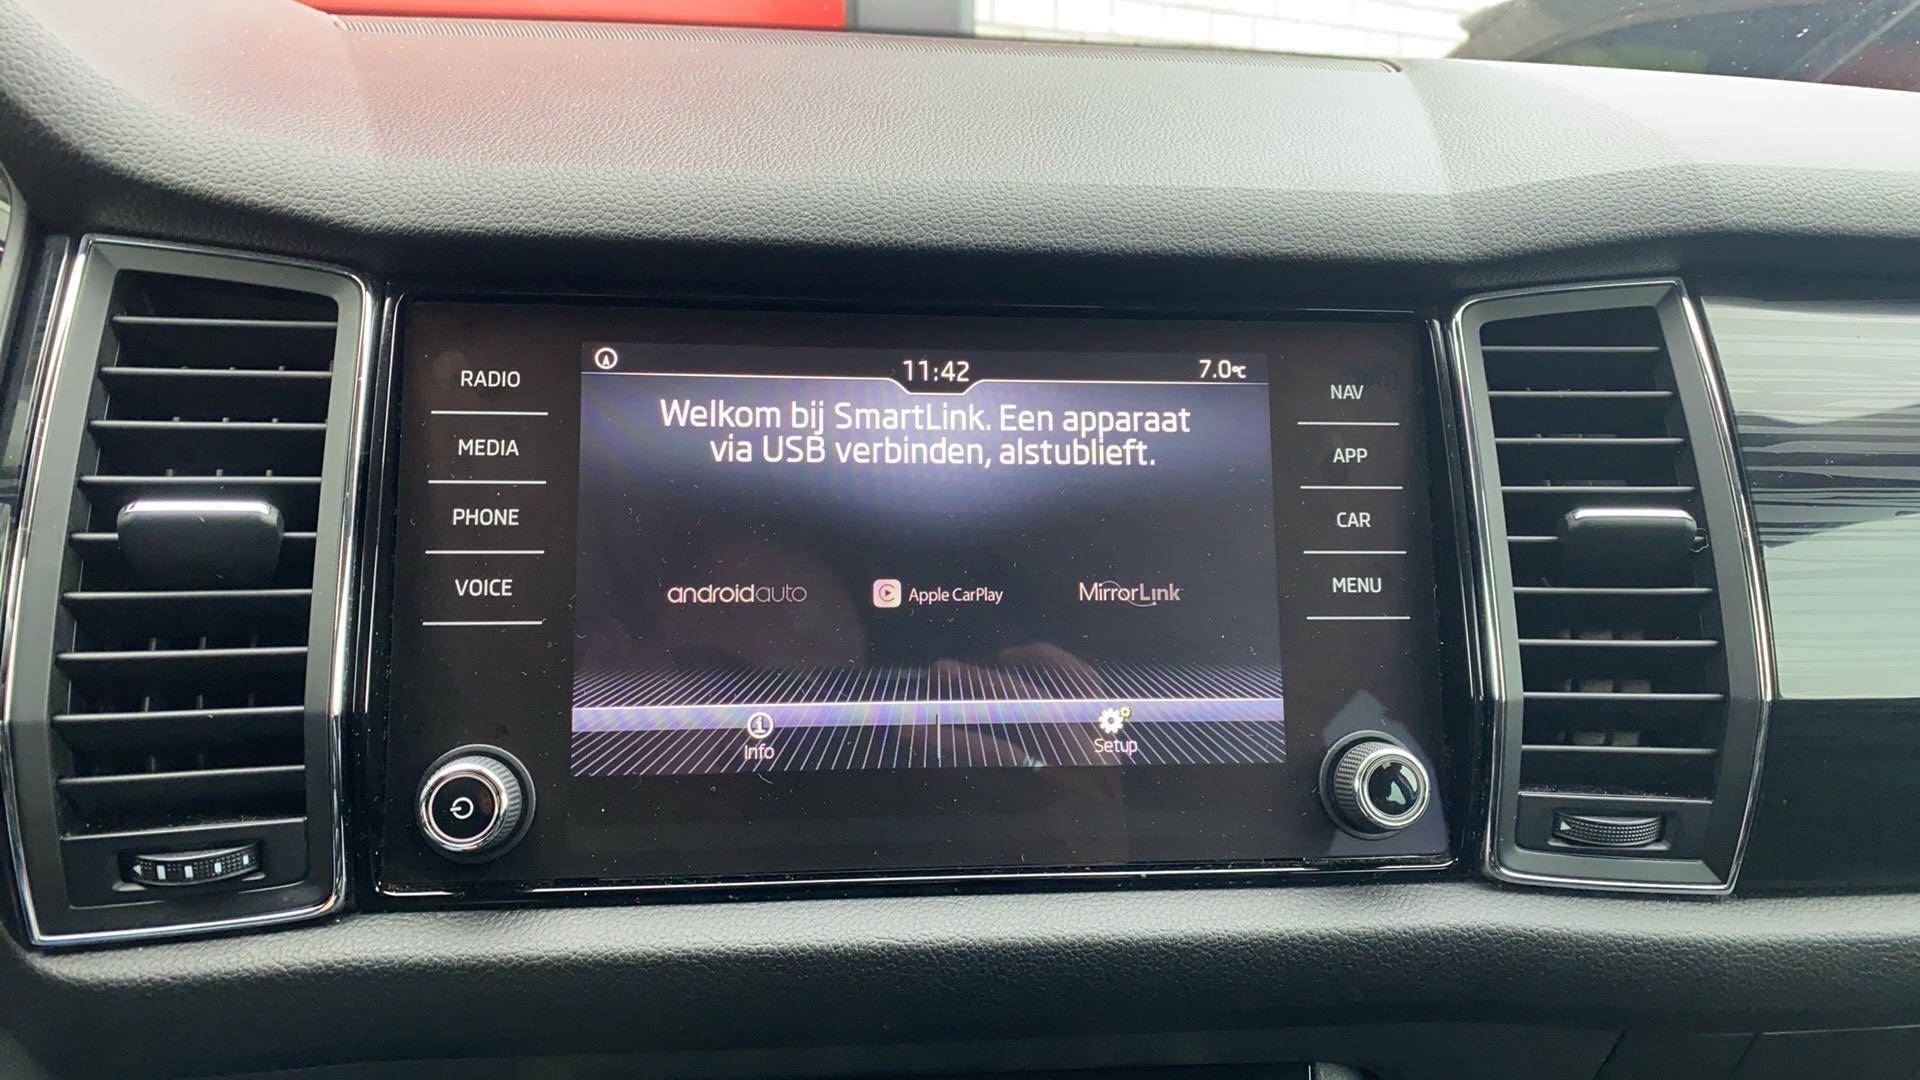 11:42
7.0°C
Welkom bij SmartLink. Een apparaat
via USB verbinden, alstublieft.
androidauto
Apple CarPlay
MirrorLink
Info
Setup
RADIO
MEDIA
PHONE
VOICE
NAV
APP
CAR
MENU